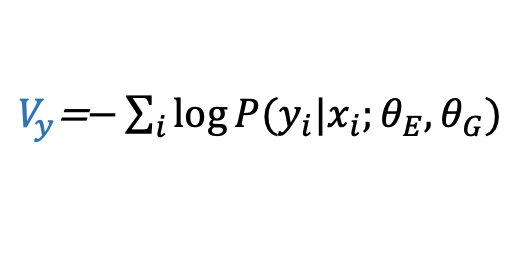 V_y=−∑_i log P(y_i|x_i; θ_E, θ_G)